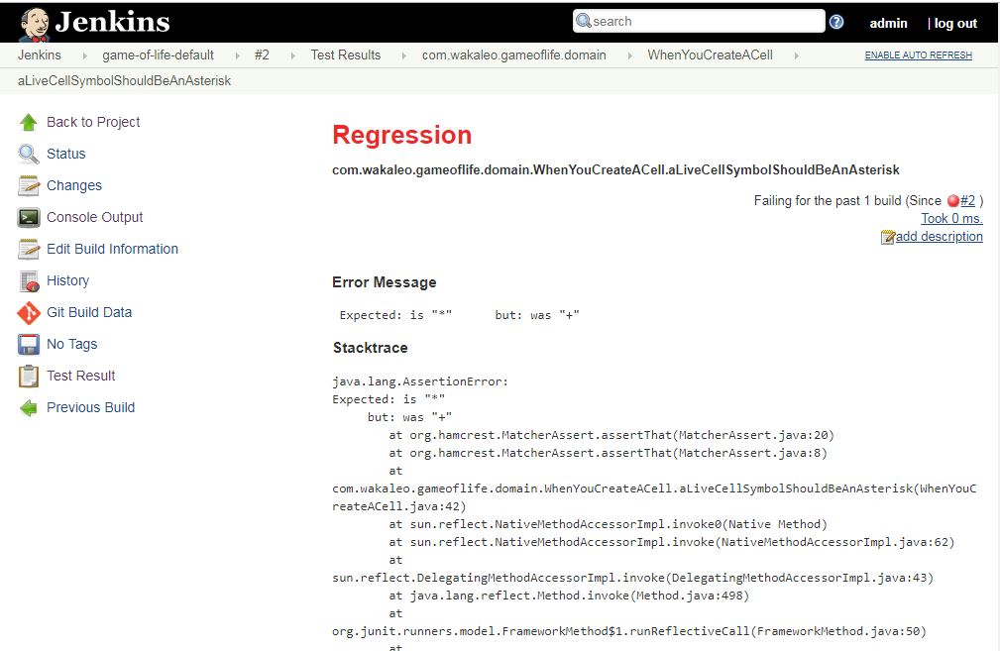 Jenkins
search
admin | log out
Jenkins game-of-life-default #2 Test Results com.wakaleo.gameoflife.domain WhenYouCreateACell ENABLE AUTO REFRESH
aLiveCellSymbolShouldBeAnAsterisk
Back to Project
Status
Changes
Console Output
Edit Build Information
History
Git Build Data
No Tags
Test Result
Previous Build
Regression
com.wakaleo.gameoflife.domain.WhenYouCreateACell.aLiveCellSymbolShouldBeAnAsterisk
Failing for the past 1 build (Since #2 )
Took 0 ms.
add description
Error Message
Expected: is "*" but: was "+"
Stacktrace
java.lang.AssertionError:
Expected: is "*"
but: was "+"
at org.hamcrest.MatcherAssert.assertThat(MatcherAssert.java:20)
at org.hamcrest.MatcherAssert.assertThat(MatcherAssert.java:8)
at
com.wakaleo.gameoflife.domain.WhenYouCreateACell.aLiveCellSymbolShouldBeAnAsterisk(WhenYouC
reateACell.java:42)
at sun.reflect.NativeMethodAccessorImpl.invoke0(Native Method)
at sun.reflect.NativeMethodAccessorImpl.invoke(NativeMethodAccessorImpl.java:62)
at
sun.reflect.DelegatingMethodAccessorImpl.invoke(DelegatingMethodAccessorImpl.java:43)
at java.lang.reflect.Method.invoke(Method.java:498)
at
org.junit.runners.model.FrameworkMethod$1.runReflectiveCall(FrameworkMethod.java:50)
at